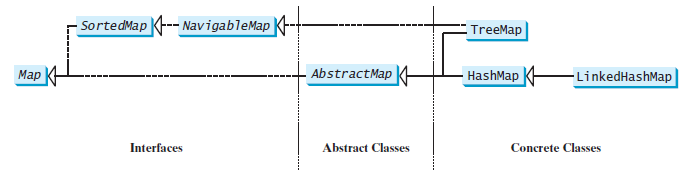 SortedMap NavigableMap TreeMap
Map AbstractMap HashMap LinkedHashMap
Interfaces Abstract Classes Concrete Classes